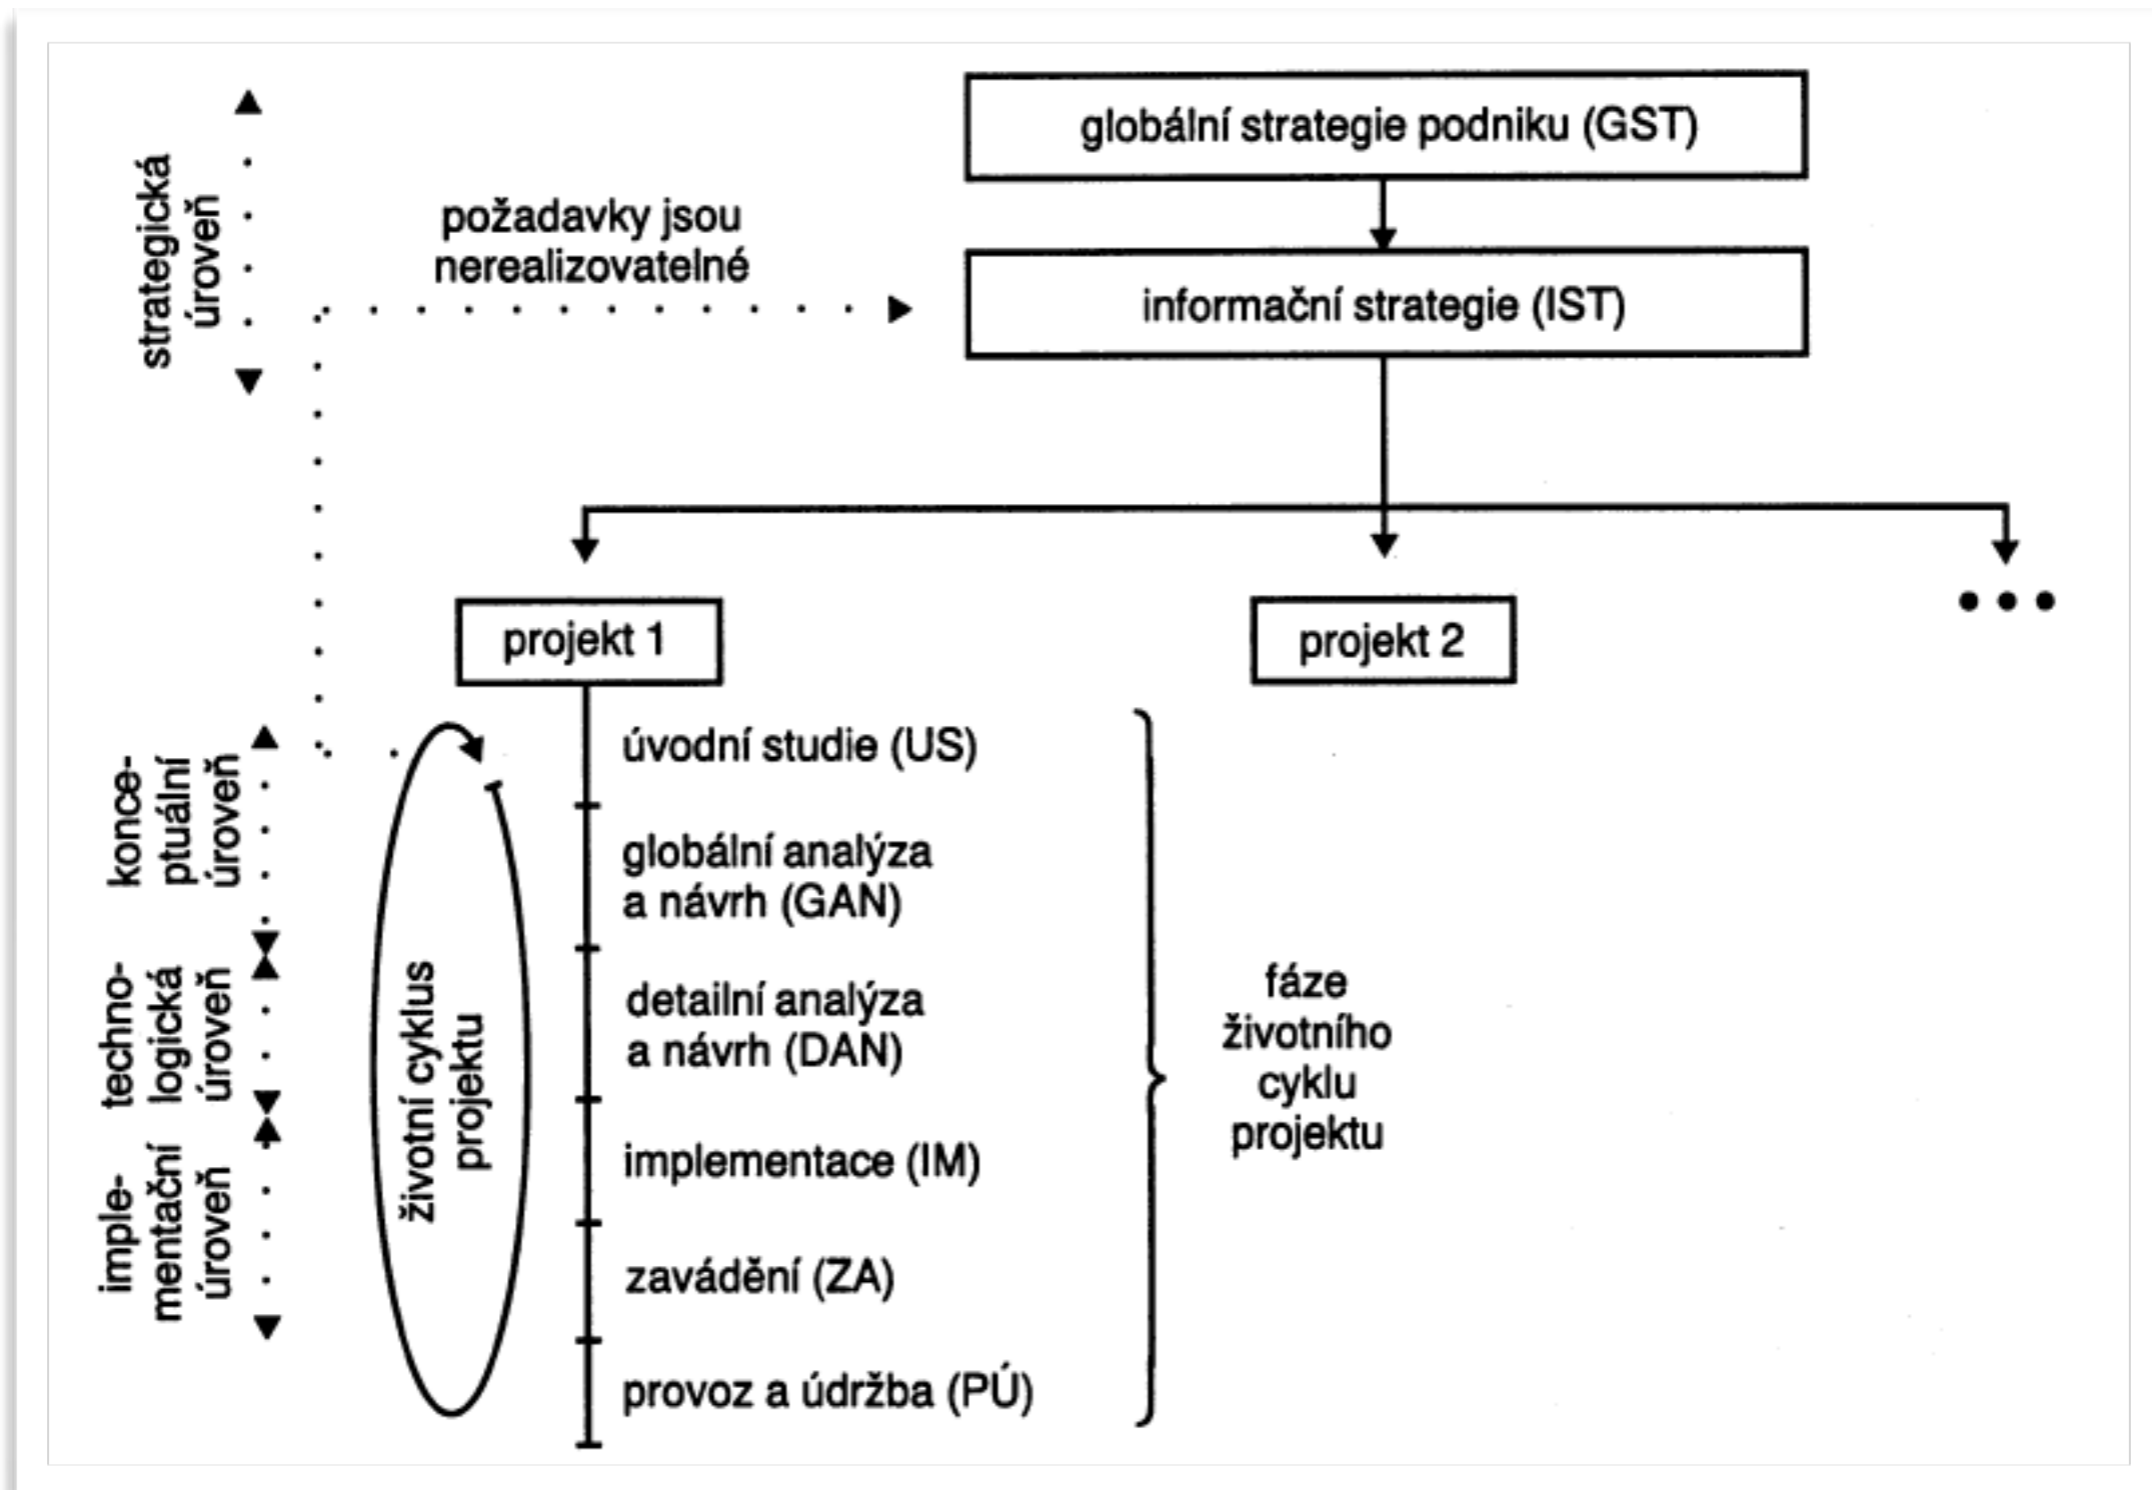 globální strategie podniku (GST)
strategická
úroveň
požadavky jsou
nerealizovatelné
informační strategie (IST)
projekt 1
projekt 2
konce-
ptuální
úroveň
techno-
logická
úroveň
imple-
mentační
úroveň
životní cyklus
projektu
úvodní studie (US)
globální analýza
a návrh (GAN)
detailní analýza
a návrh (DAN)
implementace (IM)
zavádění (ZA)
provoz a údržba (PÚ)
fáze
životního
cyklu
projektu